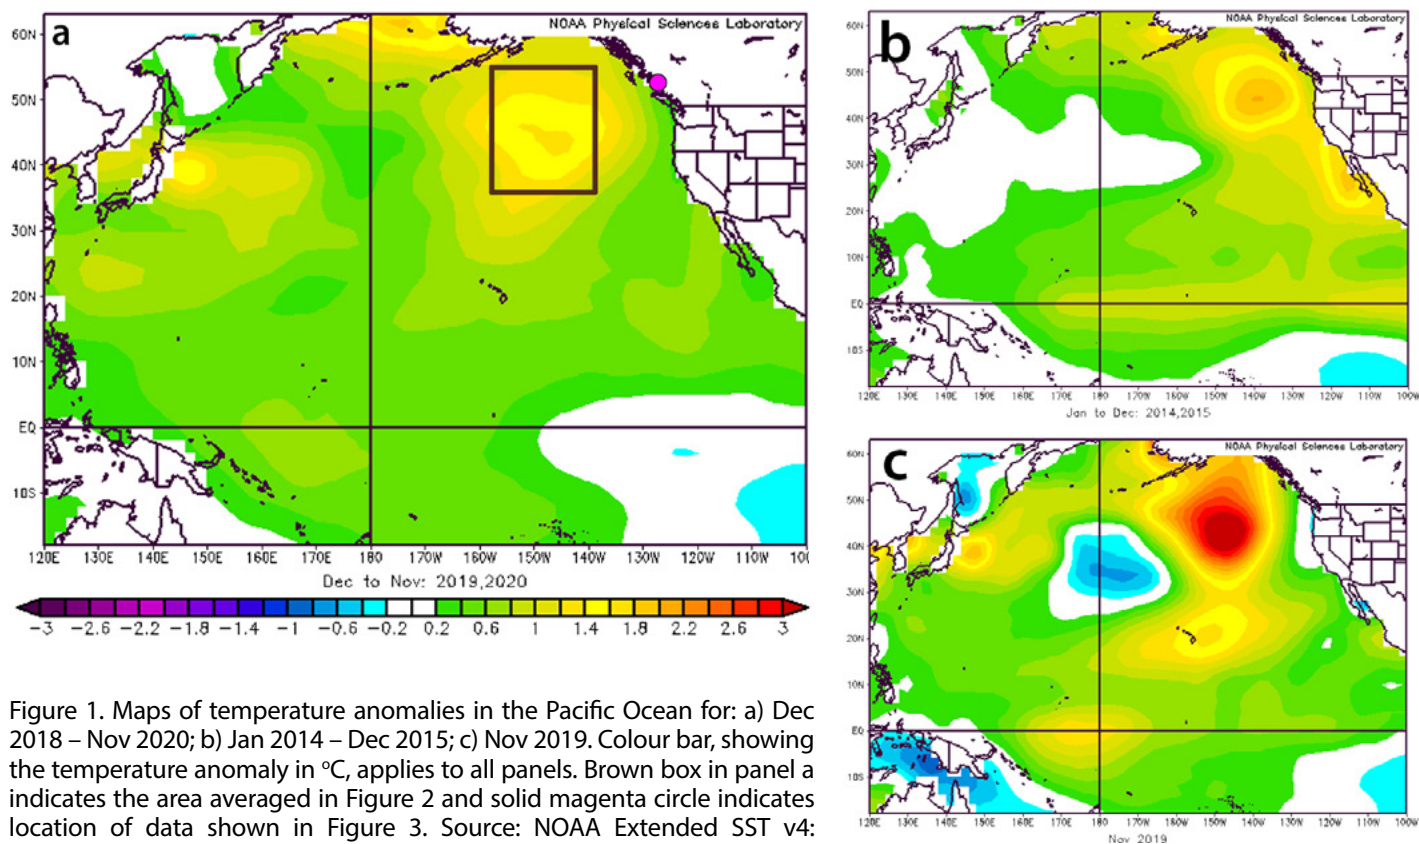 a
NOAA Physical Sciences Laboratory
60N
50N
40N
30N
20N
10N
EQ
10S
120E 130E 140E 150E 160E 170E 180 170W 160W 150W 140W 130W 120W 110W 100W
Dec to Nov: 2019,2020
-3 -2.6 -2.2 -1.8 -1.4 -1 -0.6 -0.2 0.2 0.6 1 1.4 1.8 2.2 2.6 3
b
NOAA Physical Sciences Laboratory
60N
50N
40N
30N
20N
10N
EQ
10S
120E 130E 140E 150E 160E 170E 180 170W 160W 150W 140W 130W 120W 110W 100W
Jan to Dec: 2014,2015
c
NOAA Physical Sciences Laboratory
60N
50N
40N
30N
20N
10N
EQ
10S
120E 130E 140E 150E 160E 170E 180 170W 160W 150W 140W 130W 120W 110W 100W
Nov 2019
Figure 1. Maps of temperature anomalies in the Pacific Ocean for: a) Dec
2018 – Nov 2020; b) Jan 2014 – Dec 2015; c) Nov 2019. Colour bar, showing
the temperature anomaly in °C, applies to all panels. Brown box in panel a
indicates the area averaged in Figure 2 and solid magenta circle indicates
location of data shown in Figure 3. Source: NOAA Extended SST v4: